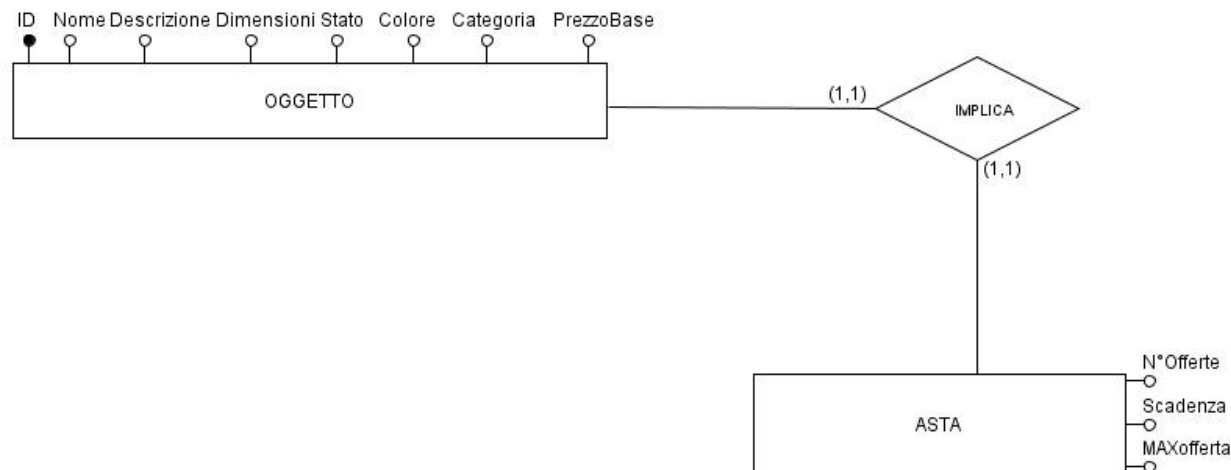 ID Nome Descrizione Dimensioni Stato Colore Categoria PrezzoBase
OGGETTO
(1,1)
IMPLICA
(1,1)
N°Offerte
Scadenza
ASTA
MAXofferta